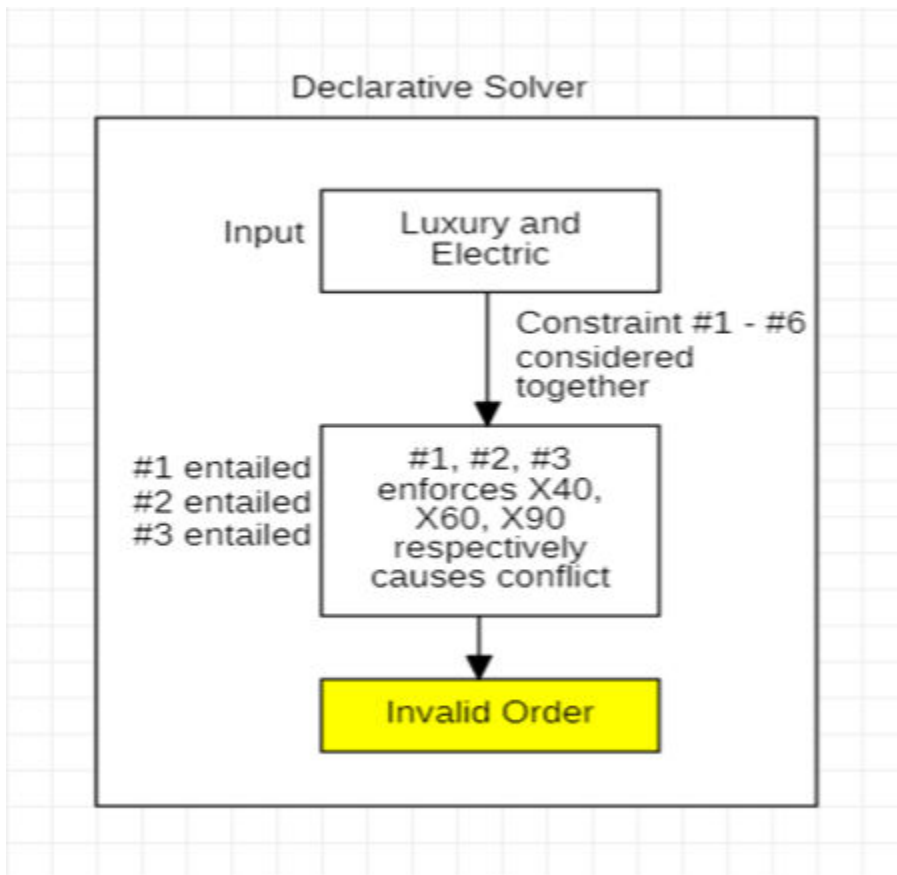 Declarative Solver
Input
Luxury and
Electric
Constraint #1 - #6
considered
together
#1 entailed
#2 entailed
#3 entailed
#1, #2, #3
enforces X40,
X60, X90
respectively
causes conflict
Invalid Order